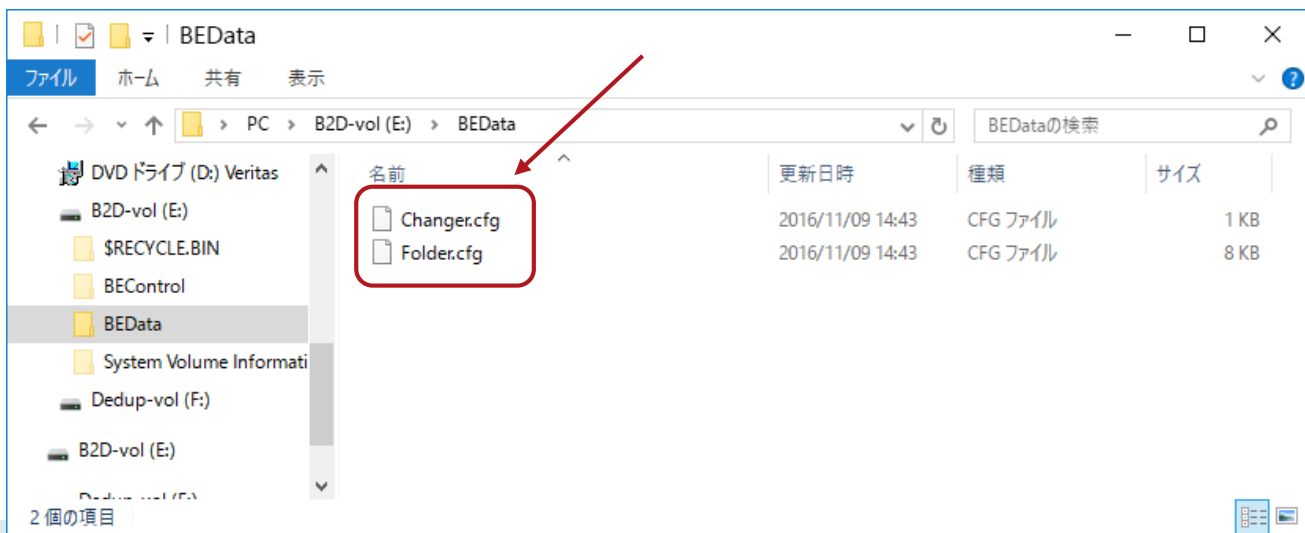 BEData
ファイル ホーム 共有 表示
PC > B2D-vol (E:) > BEData BEDataの検索
名前 更新日時 種類 サイズ
DVD ドライブ (D:) Veritas
B2D-vol (E:)
$RECYCLE.BIN
BEControl
BEData
System Volume Informati
Dedup-vol (F:)
B2D-vol (E:)
Changer.cfg 2016/11/09 14:43 CFG ファイル 1 KB
Folder.cfg 2016/11/09 14:43 CFG ファイル 8 KB
2 個の項目